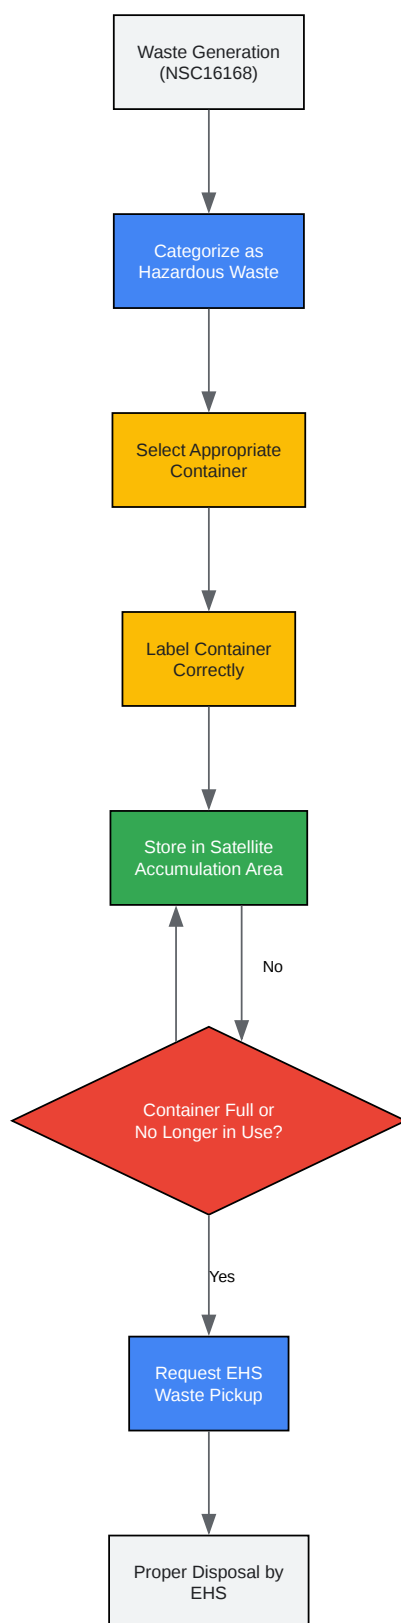 Waste Generation
(NSC16168)
Categorize as
Hazardous Waste
Select Appropriate
Container
Label Container
Correctly
Store in Satellite
Accumulation Area
No
Container Full or
No Longer in Use?
Yes
Request EHS
Waste Pickup
Proper Disposal by
EHS